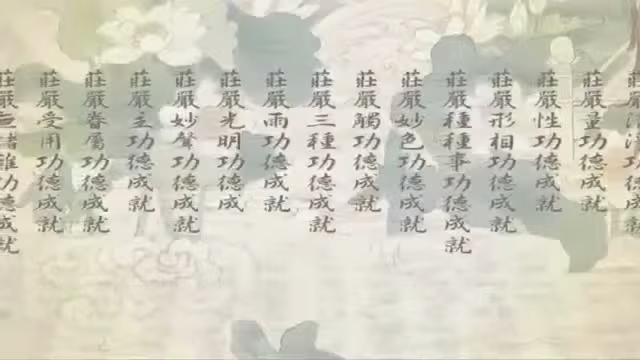 莊嚴量功德成就
莊嚴性功德成就
莊嚴形相功德成就
莊嚴種種事功德成就
莊嚴妙色功德成就
莊嚴觸功德成就
莊嚴三種功德成就
莊嚴雨功德成就
莊嚴光明功德成
莊嚴妙聲功德成就
莊嚴主功德成就
莊嚴眷屬功德成就
莊嚴受用功德成
莊嚴無諸難功德成就